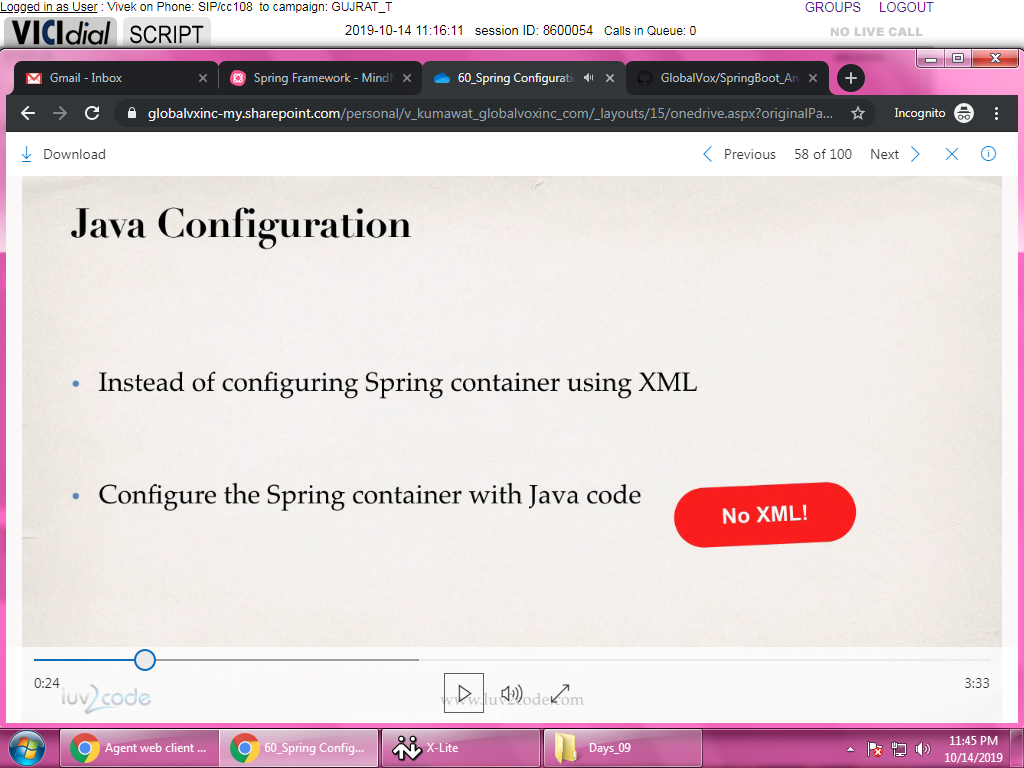 Logged in as User : Vivek on Phone: SIP/cc108 to campaign: GUJRAT_T
GROUPS LOGOUT
VICIdial SCRIPT
2019-10-14 11:16:11 session ID: 8600054 Calls in Queue: 0
NO LIVE CALL
Gmail - Inbox
Spring Framework - Mind
60_Spring Configurati
GlobalVox/SpringBoot_An
globalvxinc-my.sharepoint.com/personal/v_kumawat_globalvoxinc_com/_layouts/15/onedrive.aspx?originalPa...
Incognito
Download
Previous 58 of 100 Next
Java Configuration
• Instead of configuring Spring container using XML
• Configure the Spring container with Java code
No XML!
0:24
3:33
luv2code
www.luv2code.com
Agent web client ...
60_Spring Config...
X-Lite
Days_09
11:45 PM
10/14/2019